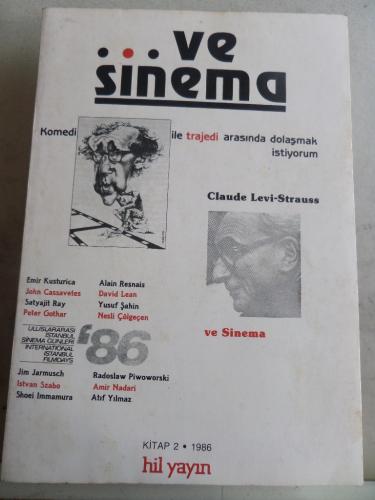 ... ve
sinema
Komedi ile trajedi arasında dolaşmak
istiyorum
Claude Levi-Strauss
ve Sinema
Emir Kusturica
John Cassavetes
Satyajit Ray
Peter Gothar
Alain Resnais
David Lean
Yusuf Şahin
Nesli Çölgeçen
ULUSLARARASI
İSTANBUL
SİNEMA GÜNLERİ
INTERNATIONAL
ISTANBUL
FILMDAYS
'86
Jim Jarmusch
Istvan Szabo
Shoei Immamura
Radoslaw Piwoworski
Amir Nadari
Atıf Yılmaz
KİTAP 2 • 1986
hil yayın